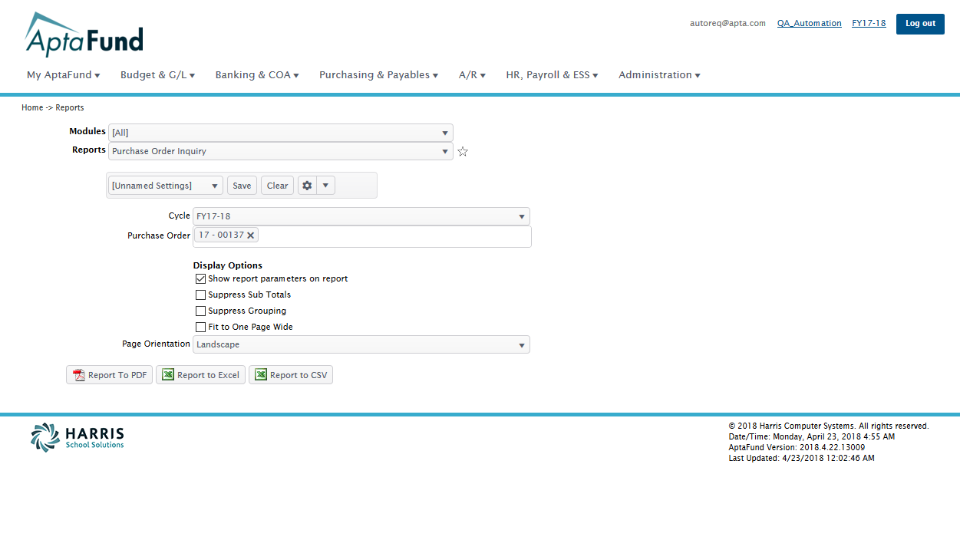 AptaFund
autoreq@apta.com QA_Automation FY17-18 Log out
My AptaFund Budget & G/L Banking & COA Purchasing & Payables A/R HR, Payroll & ESS Administration
Home -> Reports
Modules [All]
Reports Purchase Order Inquiry
[Unnamed Settings] Save Clear
Cycle FY17-18
Purchase Order 17 - 00137
Display Options
Show report parameters on report
Suppress Sub Totals
Suppress Grouping
Fit to One Page Wide
Page Orientation Landscape
Report To PDF Report to Excel Report to CSV
HARRIS
School Solutions
© 2018 Harris Computer Systems. All rights reserved.
Date/Time: Monday, April 23, 2018 4:55 AM
AptaFund Version: 2018.4.22.13009
Last Updated: 4/23/2018 12:02:46 AM